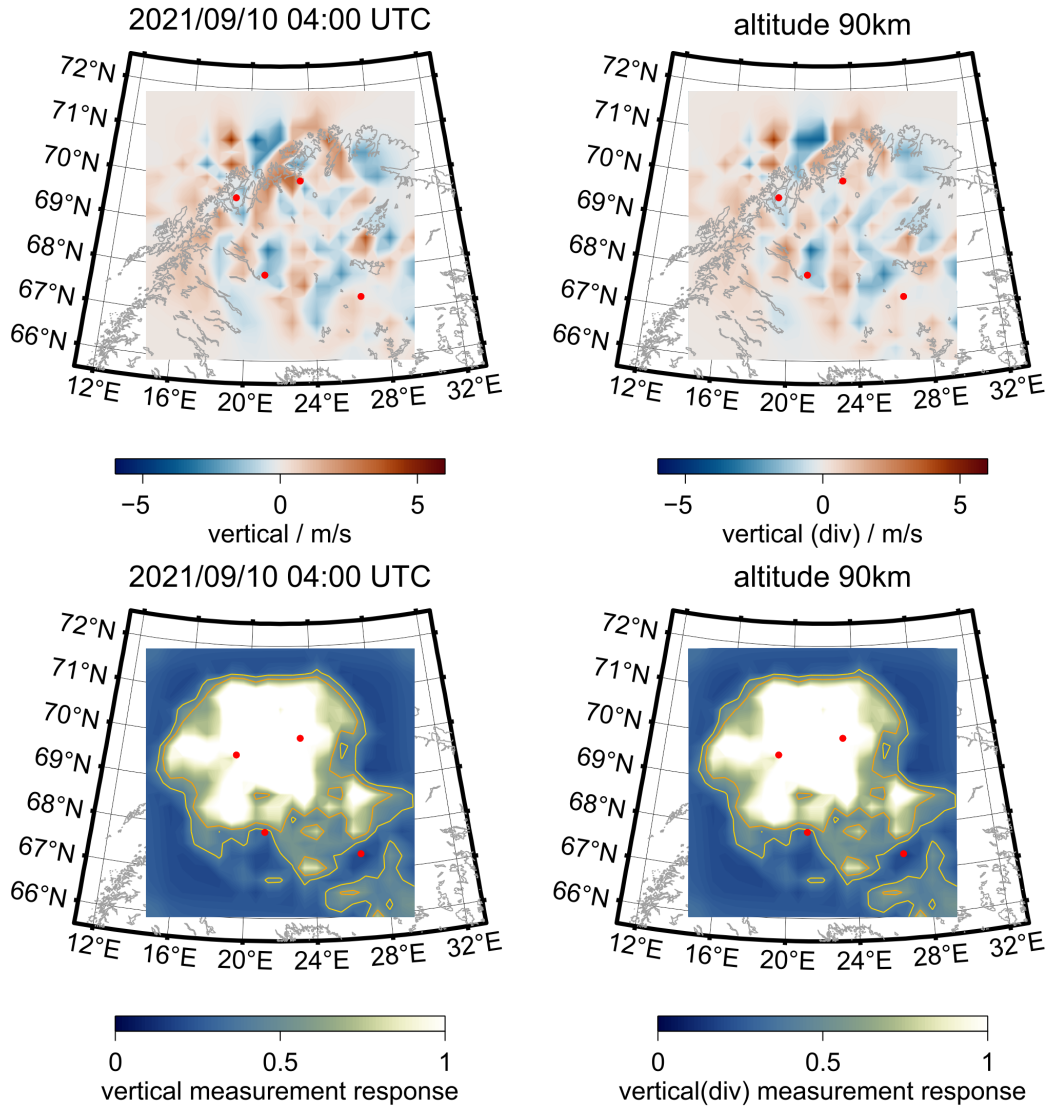 2021/09/10 04:00 UTC
altitude 90km
72°N
71°N
70°N
69°N
68°N
67°N
66°N
12°E
16°E
20°E
24°E
28°E
32°E
72°N
71°N
70°N
69°N
68°N
67°N
66°N
12°E
16°E
20°E
24°E
28°E
32°E
−5
0
5
vertical / m/s
−5
0
5
vertical (div) / m/s
2021/09/10 04:00 UTC
altitude 90km
72°N
71°N
70°N
69°N
68°N
67°N
66°N
12°E
16°E
20°E
24°E
28°E
32°E
72°N
71°N
70°N
69°N
68°N
67°N
66°N
12°E
16°E
20°E
24°E
28°E
32°E
0
0.5
1
vertical measurement response
0
0.5
1
vertical(div) measurement response